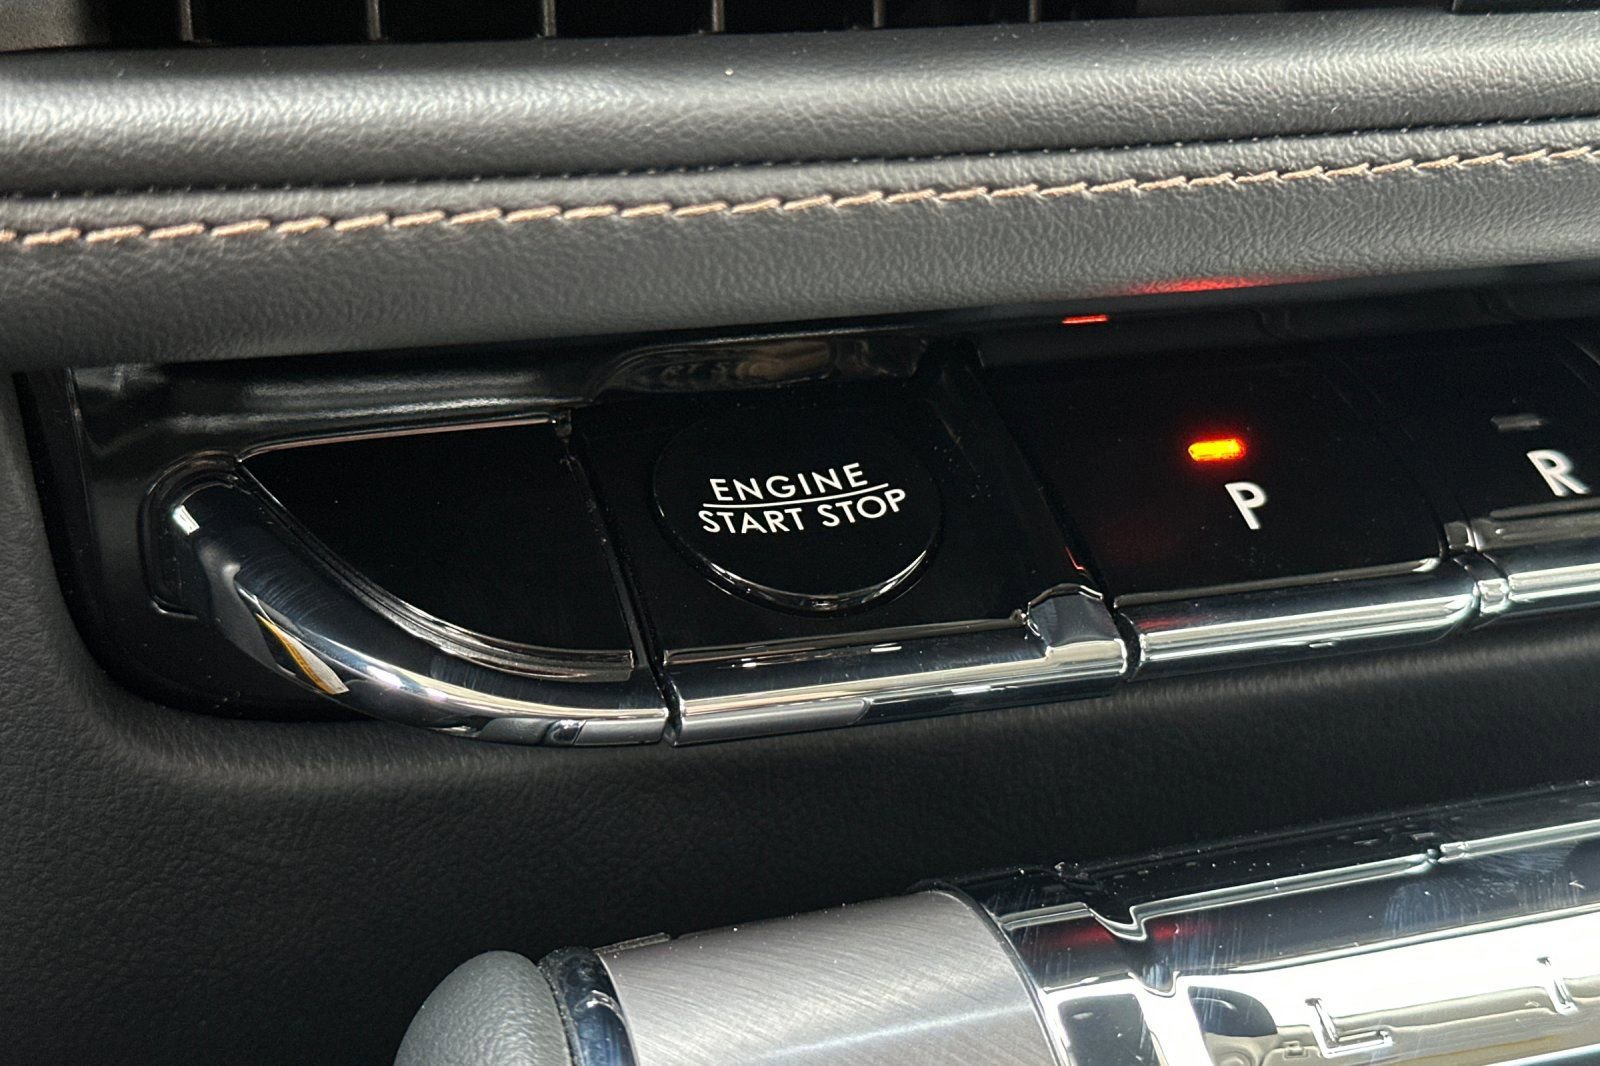 ENGINE
START STOP
P
R
L I